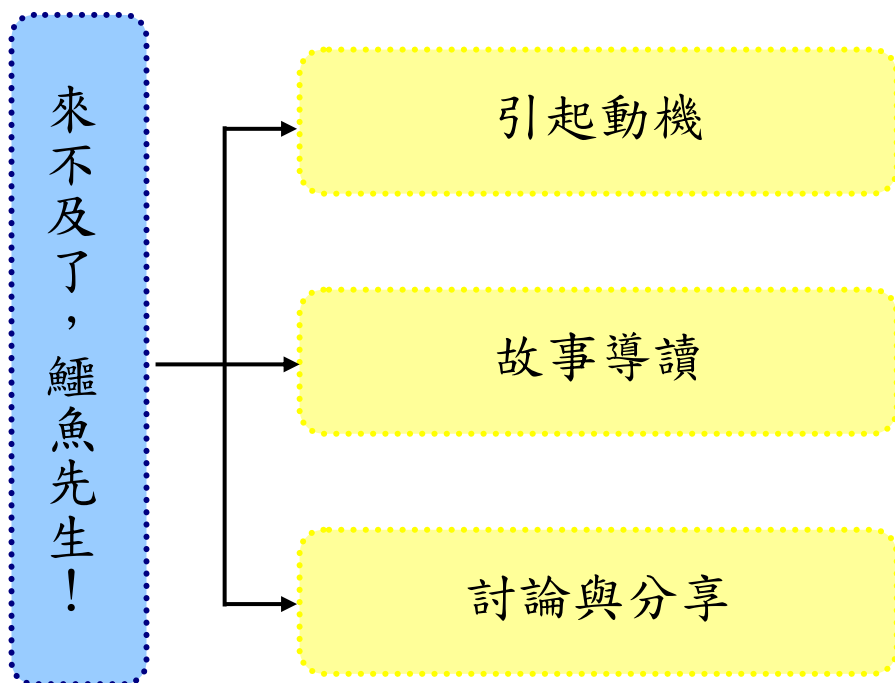 來不及了，鱷魚先生！
引起動機
故事導讀
討論與分享